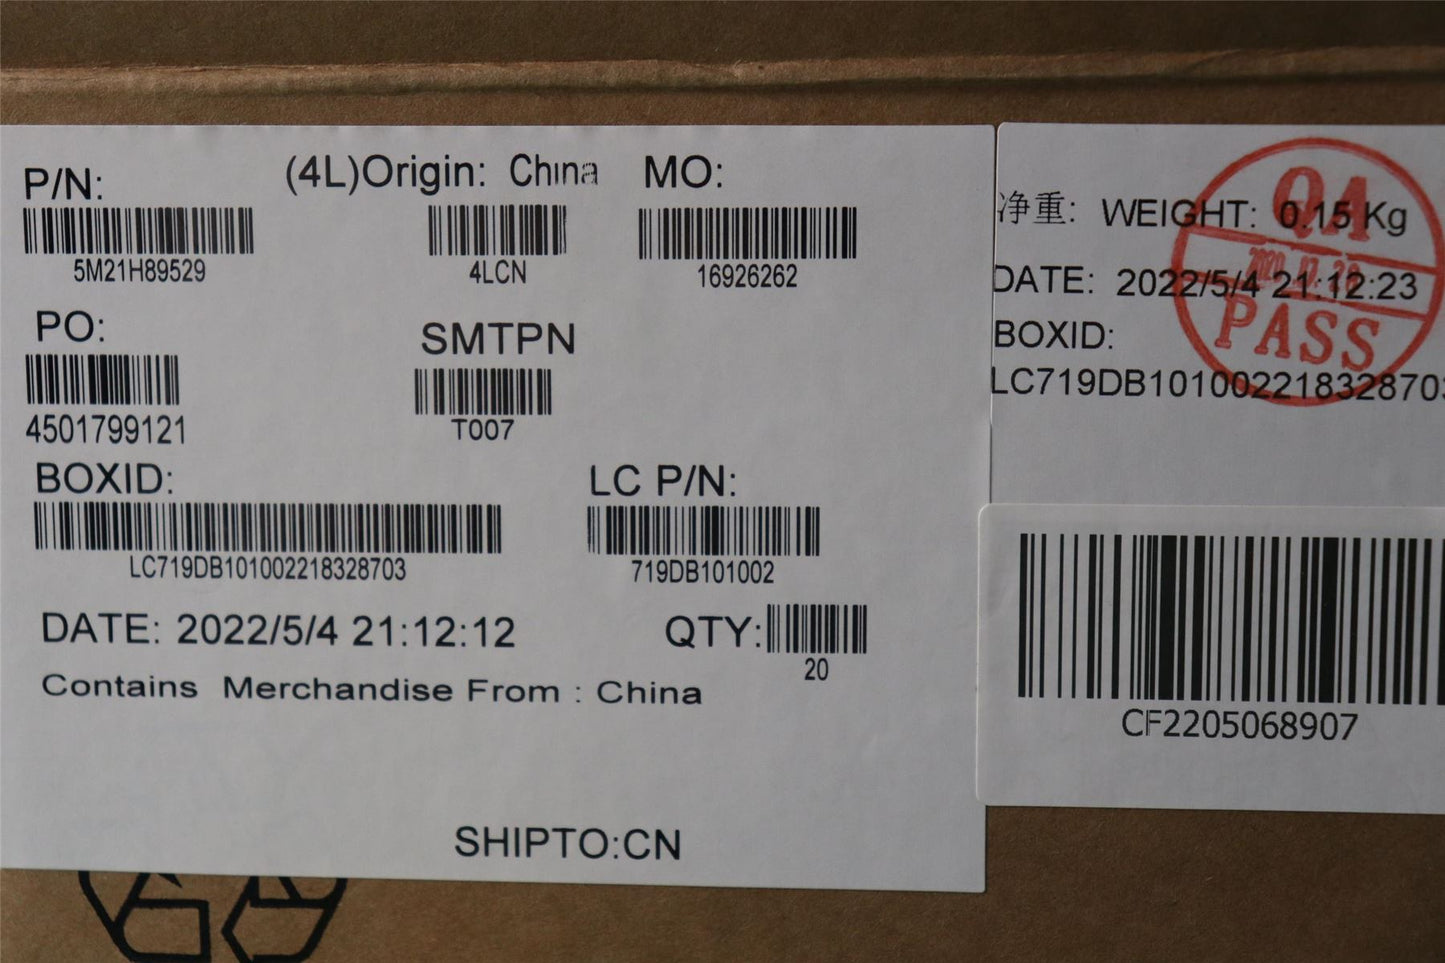 P/N:
(4L)Origin: China
MO:
5M21H89529
4LCN
16926262
PO:
SMTPN
4501799121
T007
BOXID:
LC P/N:
LC719DB101002218328703
719DB101002
DATE: 2022/5/4 21:12:12
QTY:
20
Contains Merchandise From : China
SHIPTO:CN
净重: WEIGHT: 0.15 Kg
DATE: 2022/5/4 21:12:23
BOXID:
LC719DB101002218328703
QA
PASS
CF2205068907